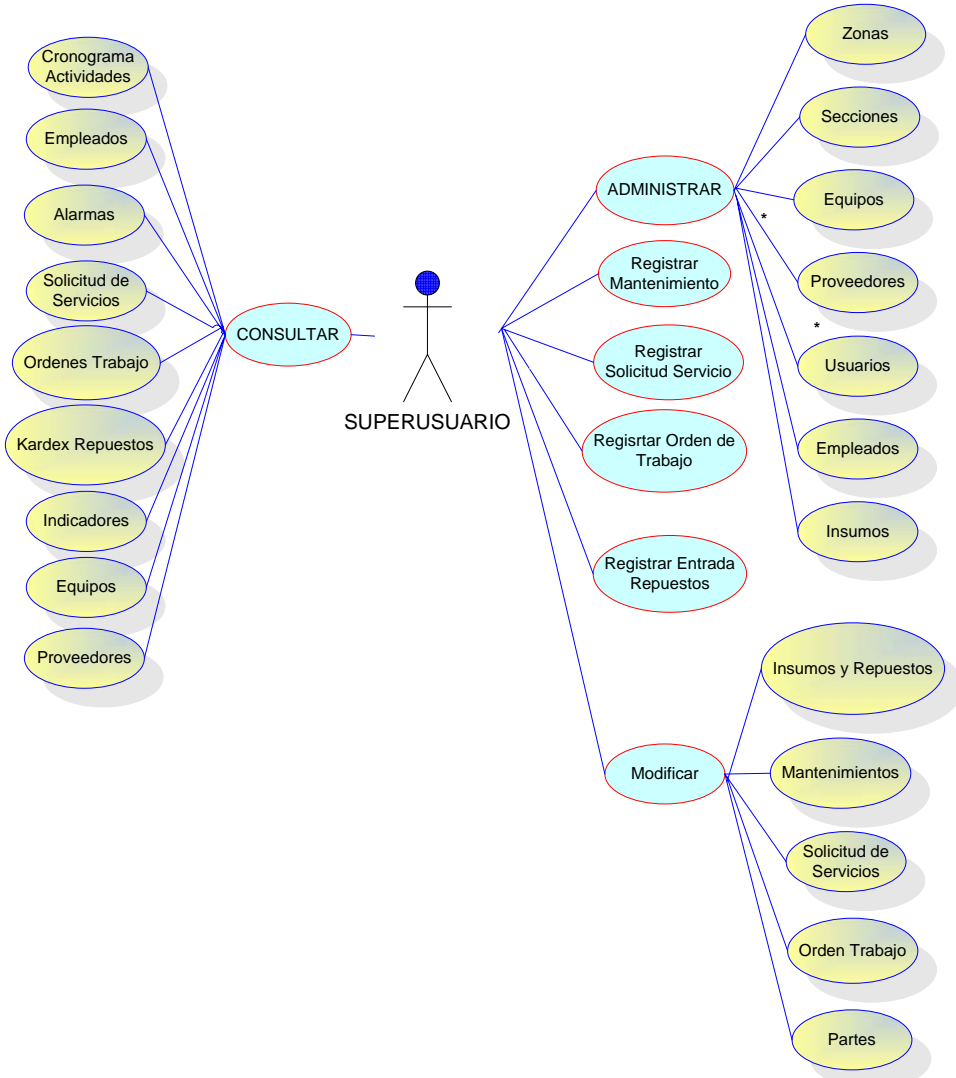 Cronograma
Actividades
Empleados
Alarmas
Solicitud de
Servicios
Ordenes Trabajo
Kardex Repuestos
Indicadores
Equipos
Proveedores
CONSULTAR
SUPERUSUARIO
ADMINISTRAR
Registrar
Mantenimiento
Registrar
Solicitud Servicio
Regisrtar Orden de
Trabajo
Registrar Entrada
Repuestos
Modificar
Zonas
Secciones
Equipos
*
Proveedores
*
Usuarios
Empleados
Insumos
Insumos y Repuestos
Mantenimientos
Solicitud de
Servicios
Orden Trabajo
Partes